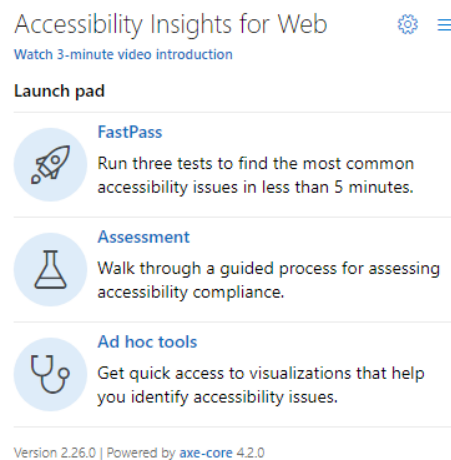 Accessibility Insights for Web
Watch 3-minute video introduction
Launch pad
FastPass
Run three tests to find the most common
accessibility issues in less than 5 minutes.
Assessment
Walk through a guided process for assessing
accessibility compliance.
Ad hoc tools
Get quick access to visualizations that help
you identify accessibility issues.
Version 2.26.0 | Powered by axe-core 4.2.0